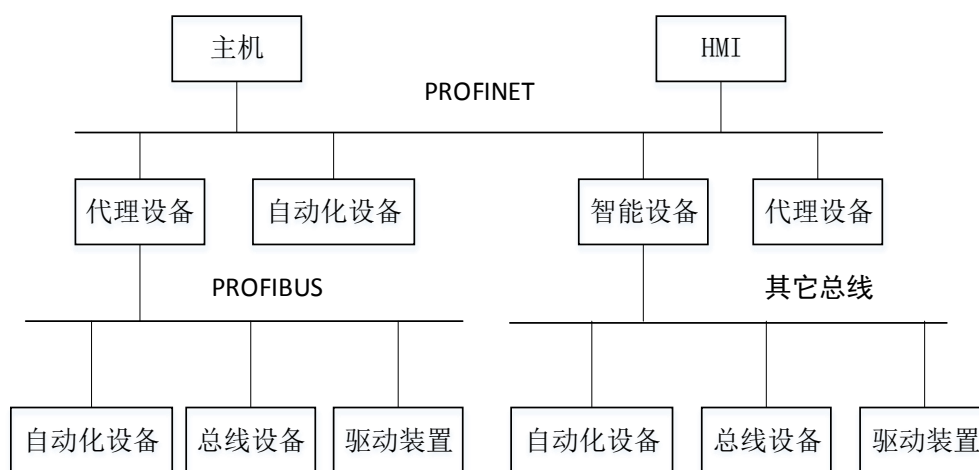 主机
HMI
PROFINET
代理设备
自动化设备
智能设备
代理设备
PROFIBUS
其它总线
自动化设备
总线设备
驱动装置
自动化设备
总线设备
驱动装置